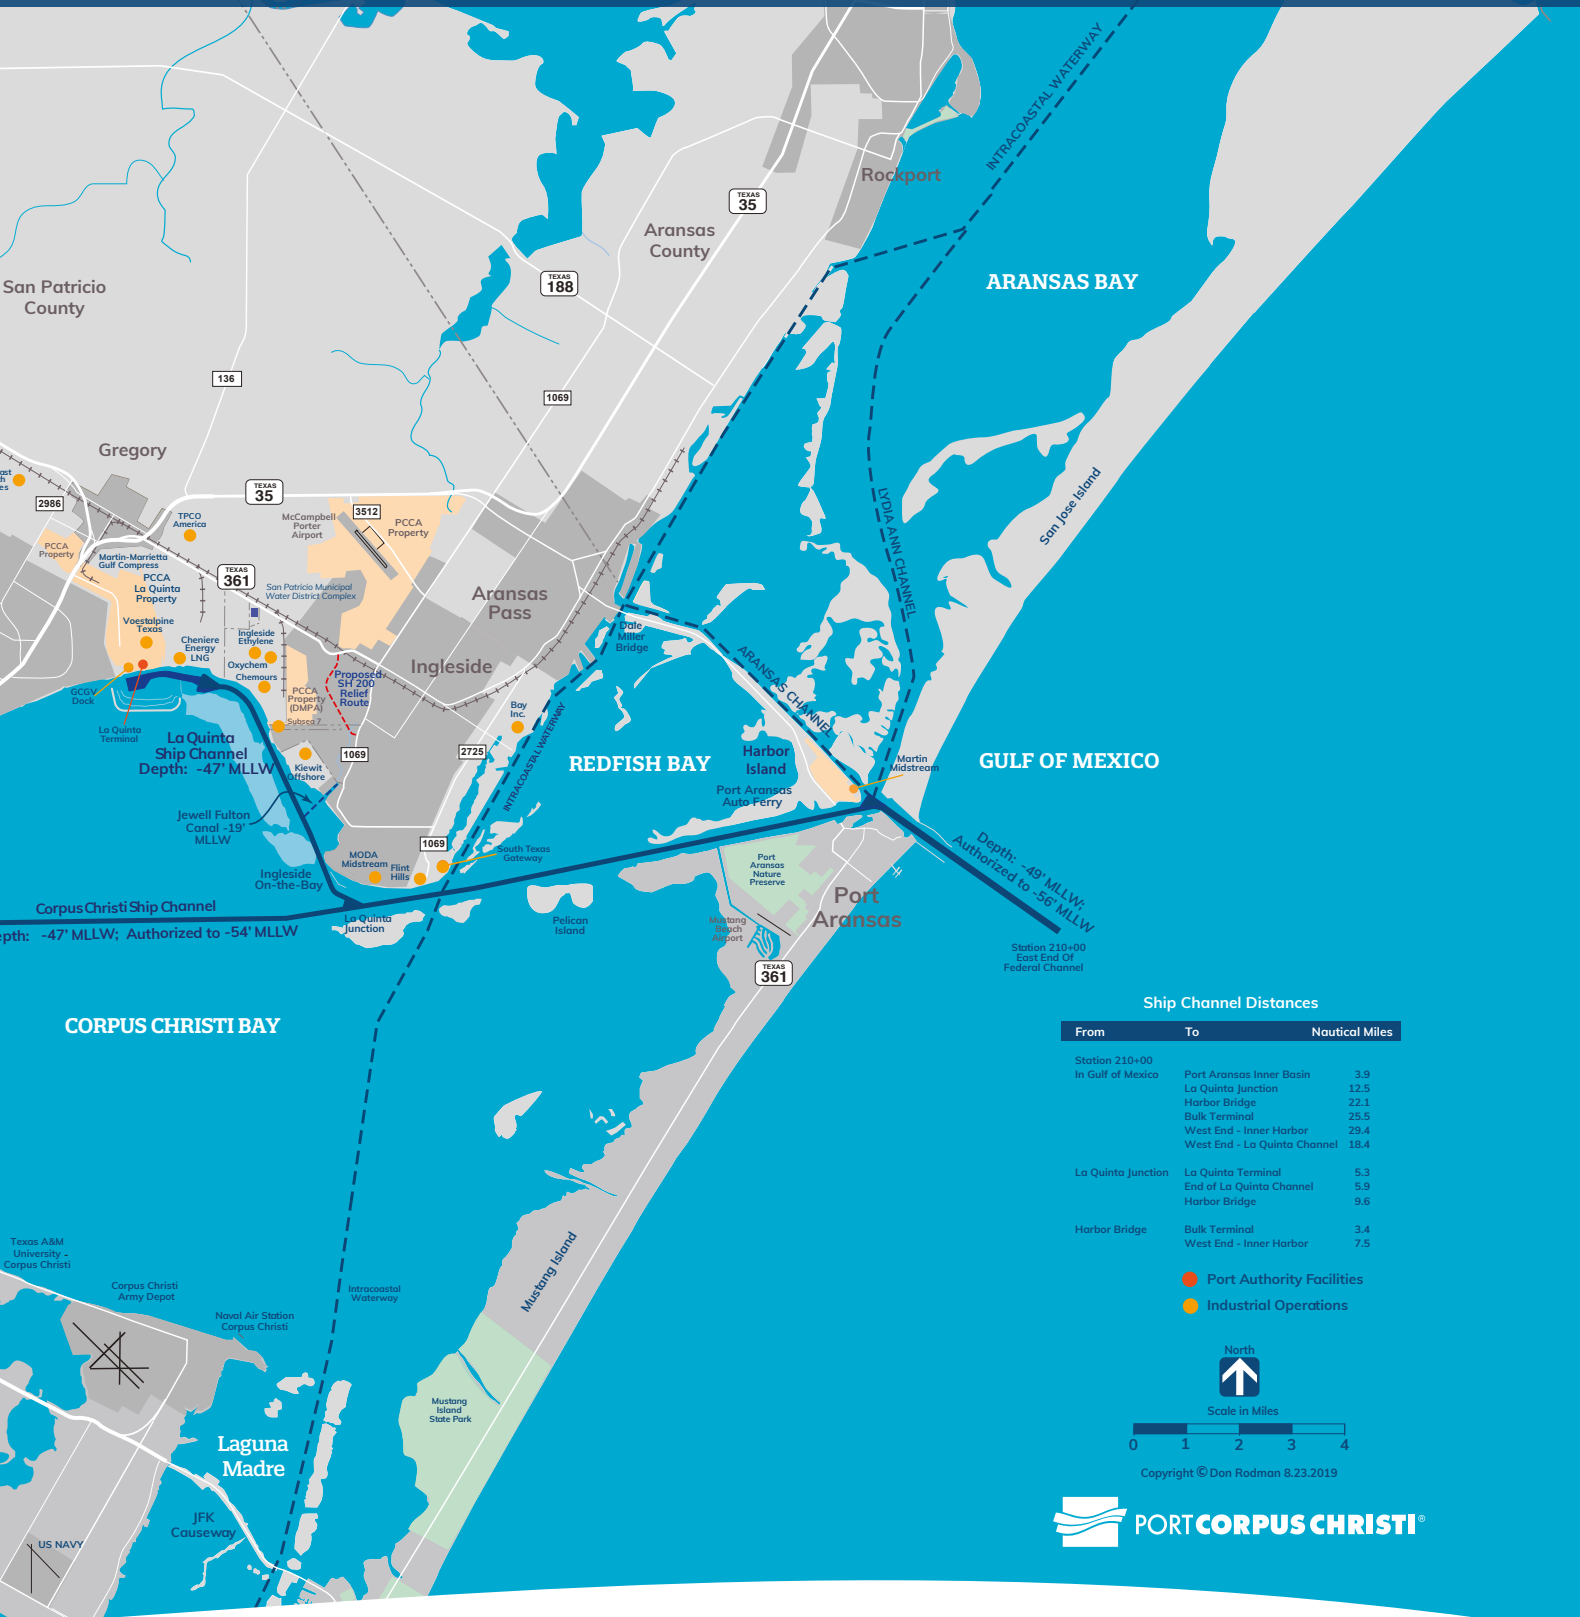 INTRACOASTAL WATERWAY
Rockport
TEXAS
35
Aransas
County
TEXAS
188
ARANSAS BAY
San Patricio
County
136
1069
Gregory
San Jose Island
2986
TEXAS
35
TPCO
America
McCampbell
Porter
Airport
3512
PCCA
Property
LYDIA ANN CHANNEL
PCCA
Property
Martin-Marrietta
Gulf Compress
PCCA
La Quinta
Property
TEXAS
361
San Patricio Municipal
Water District Complex
Aransas
Pass
Voestalpine
Texas
Cheniere
Energy
LNG
Ingleside
Ethylene
Oxychem
Chemours
Dale
Miller
Bridge
Ingleside
ARANSAS CHANNEL
Proposed
SH 200
Relief
Route
PCCA
Property
(DMPA)
Subsea 7
GCGV
Dock
La Quinta
Terminal
Bay
Inc.
INTRACOASTAL WATERWAY
La Quinta
Ship Channel
Depth: -47' MLLW
1069
2725
REDFISH BAY
Harbor
Island
Martin
Midstream
GULF OF MEXICO
Kiewit
Offshore
Port Aransas
Auto Ferry
Jewell Fulton
Canal -19'
MLLW
1069
South Texas
Gateway
MODA
Midstream
Flint
Hills
Ingleside
On-the-Bay
Port
Aransas
Nature
Preserve
Depth: -49' MLLW;
Authorized to -56' MLLW
Port
Aransas
Corpus Christi Ship Channel
epth: -47' MLLW; Authorized to -54' MLLW
La Quinta
Junction
Pelican
Island
Mustang
Beach
Airport
TEXAS
361
Station 210+00
East End Of
Federal Channel
CORPUS CHRISTI BAY
Ship Channel Distances
From To Nautical Miles
Station 210+00
In Gulf of Mexico Port Aransas Inner Basin 3.9
La Quinta Junction 12.5
Harbor Bridge 22.1
Bulk Terminal 25.5
West End - Inner Harbor 29.4
West End - La Quinta Channel 18.4
La Quinta Junction La Quinta Terminal 5.3
End of La Quinta Channel 5.9
Harbor Bridge 9.6
Harbor Bridge Bulk Terminal 3.4
West End - Inner Harbor 7.5
Port Authority Facilities
Industrial Operations
Texas A&M
University -
Corpus Christi
Corpus Christi
Army Depot
Naval Air Station
Corpus Christi
Intracoastal
Waterway
Mustang Island
Mustang
Island
State Park
Laguna
Madre
JFK
Causeway
US NAVY
North
Scale in Miles
0 1 2 3 4
Copyright © Don Rodman 8.23.2019
PORT CORPUS CHRISTI®